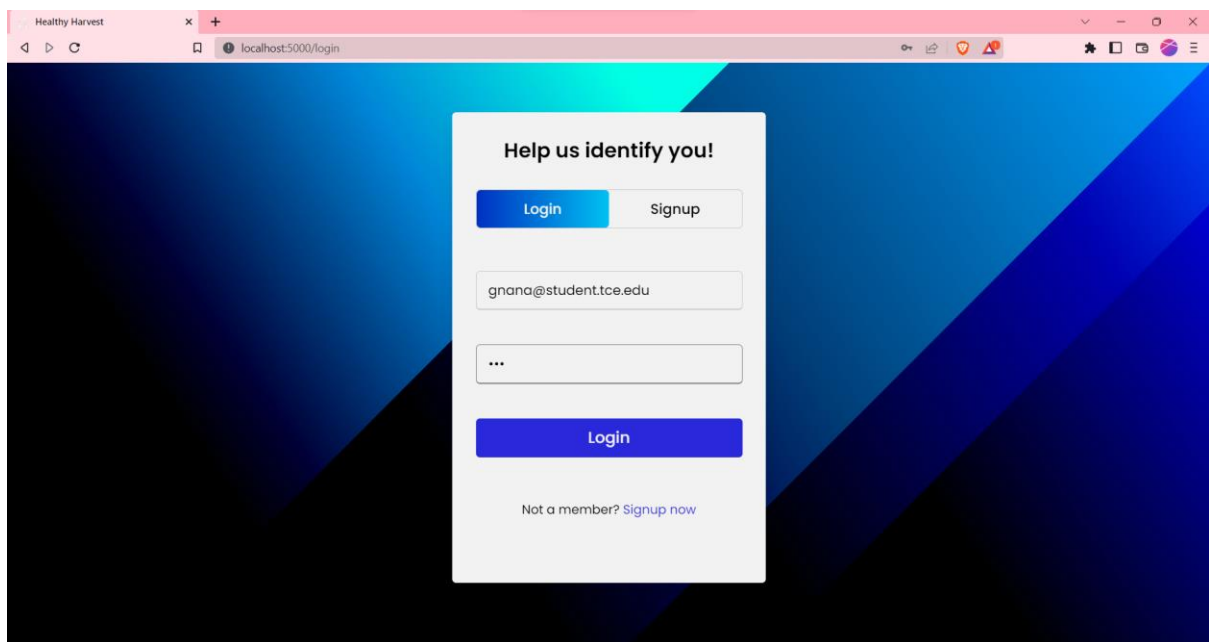 Healthy Harvest
localhost:5000/login
Help us identify you!
Login Signup
gnana@student.tce.edu
•••
Login
Not a member? Signup now